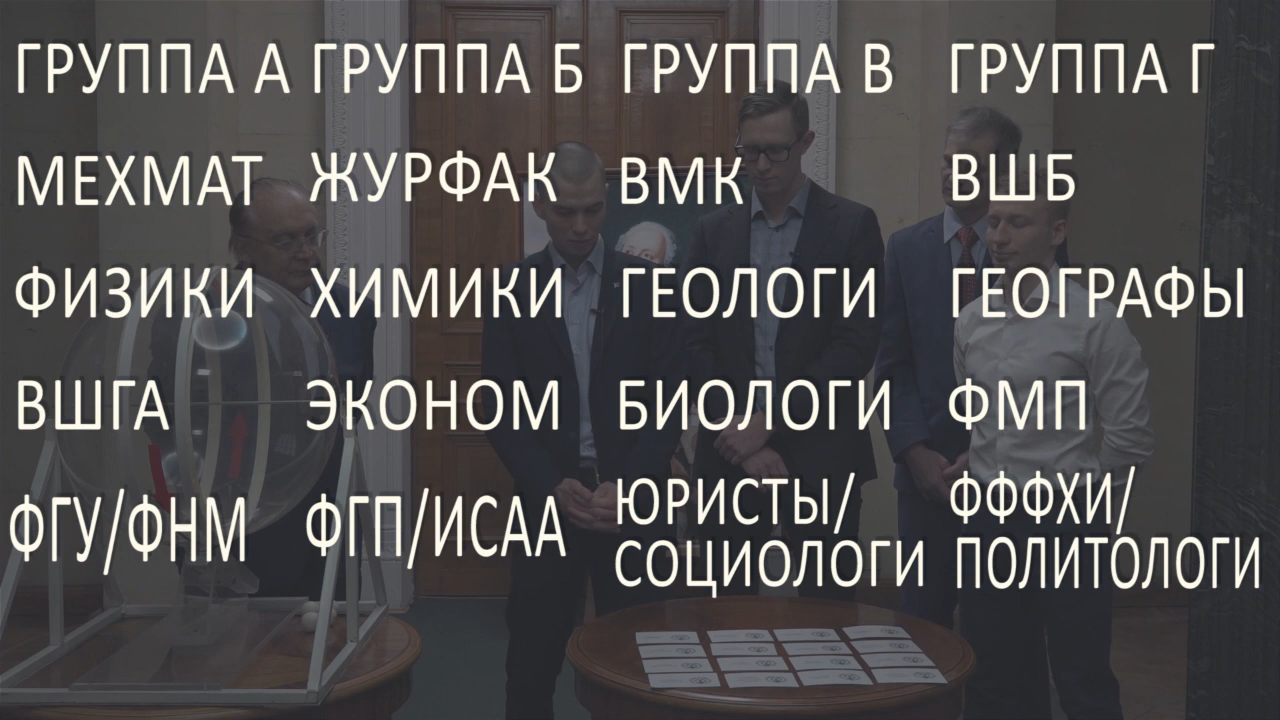 ГРУППА А ГРУППА Б ГРУППА В ГРУППА Г
МЕХМАТ ЖУРФАК ВМК ВШБ
ФИЗИКИ ХИМИКИ ГЕОЛОГИ ГЕОГРАФЫ
ВШГА ЭКОНОМ БИОЛОГИ ФМП
ФГУ/ФНМ ФГП/ИСАА ЮРИСТЫ/ ФФФХИ/
СОЦИОЛОГИ ПОЛИТОЛОГИ